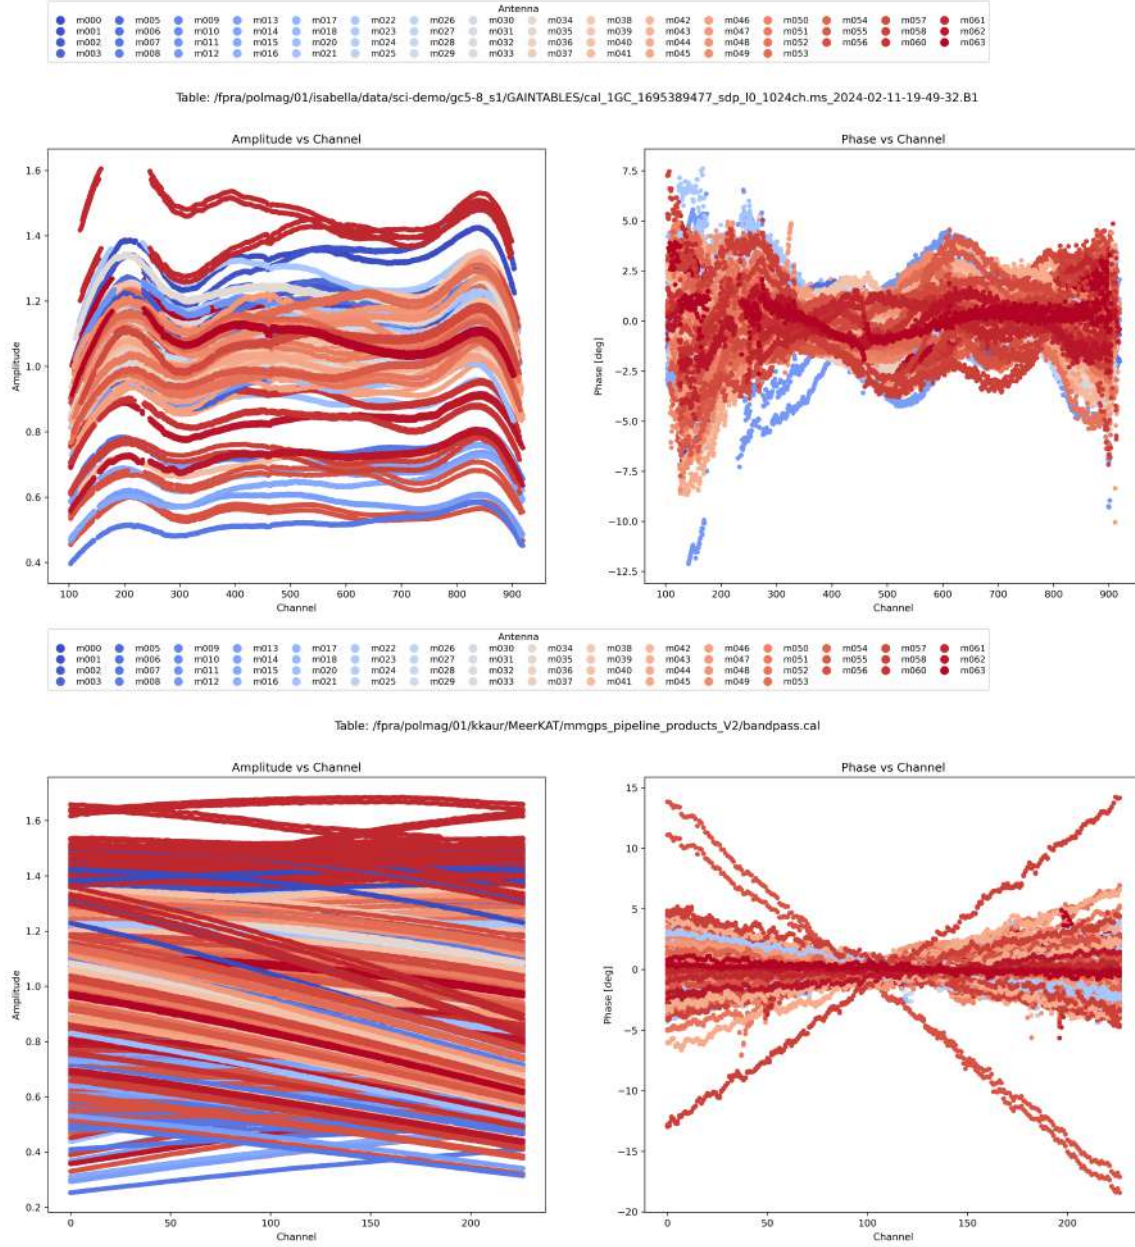 Antenna
m000 m005 m009 m013 m017 m022 m026 m030 m034 m038 m042 m046 m050 m054 m057 m061
m001 m006 m010 m014 m018 m023 m027 m031 m035 m039 m043 m047 m051 m055 m058 m062
m002 m007 m011 m015 m020 m024 m028 m032 m036 m040 m044 m048 m052 m056 m060 m063
m003 m008 m012 m016 m021 m025 m029 m033 m037 m041 m045 m049 m053
Table: /fpra/polmag/01/isabella/data/sci-demo/gc5-8_s1/GAINTABLES/cal_1GC_1695389477_sdp_l0_1024ch.ms_2024-02-11-19-49-32.B1
Amplitude vs Channel
Amplitude
1.6
1.4
1.2
1.0
0.8
0.6
0.4
100 200 300 400 500 600 700 800 900
Channel
Phase vs Channel
Phase [deg]
7.5
5.0
2.5
0.0
−2.5
−5.0
−7.5
−10.0
−12.5
100 200 300 400 500 600 700 800 900
Channel
Antenna
m000 m005 m009 m013 m017 m022 m026 m030 m034 m038 m042 m046 m050 m054 m057 m061
m001 m006 m010 m014 m018 m023 m027 m031 m035 m039 m043 m047 m051 m055 m058 m062
m002 m007 m011 m015 m020 m024 m028 m032 m036 m040 m044 m048 m052 m056 m060 m063
m003 m008 m012 m016 m021 m025 m029 m033 m037 m041 m045 m049 m053
Table: /fpra/polmag/01/kkaur/MeerKAT/mmgps_pipeline_products_V2/bandpass.cal
Amplitude vs Channel
Amplitude
1.6
1.4
1.2
1.0
0.8
0.6
0.4
0.2
0 50 100 150 200
Channel
Phase vs Channel
Phase [deg]
15
10
5
0
−5
−10
−15
−20
0 50 100 150 200
Channel